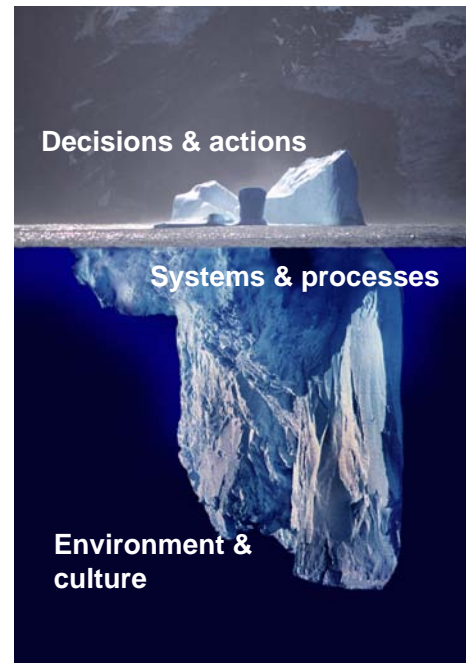 Decisions & actions
Systems & processes
Environment &
culture